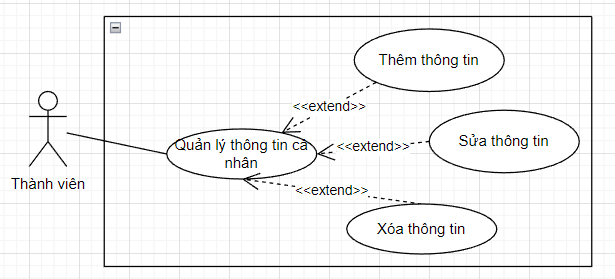 Thêm thông tin
<<extend>>
Quản lý thông tin cá
nhân
<<extend>>
Sửa thông tin
Thành viên
<<extend>>
Xóa thông tin